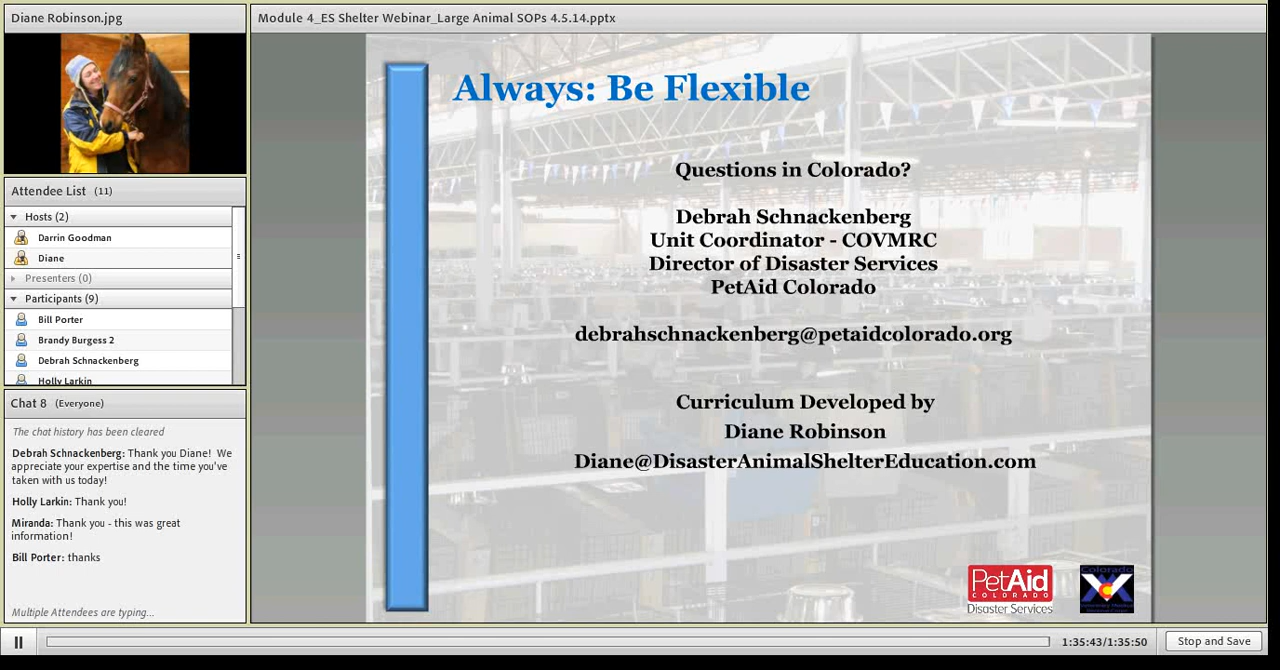 Diane Robinson.jpg
Attendee List (11)
Hosts (2)
Darrin Goodman
Diane
Presenters (0)
Participants (9)
Bill Porter
Brandy Burgess 2
Debrah Schnackenberg
Holly Larkin
Chat 8 (Everyone)
The chat history has been cleared
Debrah Schnackenberg: Thank you Diane! We
appreciate your expertise and the time you've
taken with us today!
Holly Larkin: Thank you!
Miranda: Thank you - this was great
information!
Bill Porter: thanks
Multiple Attendees are typing...
Module 4_ES Shelter Webinar_Large Animal SOPs 4.5.14.pptx
Always: Be Flexible
Questions in Colorado?
Debrah Schnackenberg
Unit Coordinator - COVMRC
Director of Disaster Services
PetAid Colorado
debrahschnackenberg@petaidcolorado.org
Curriculum Developed by
Diane Robinson
Diane@DisasterAnimalShelterEducation.com
PetAid
COLORADO
Disaster Services
Colorado
1:35:43/1:35:50
Stop and Save